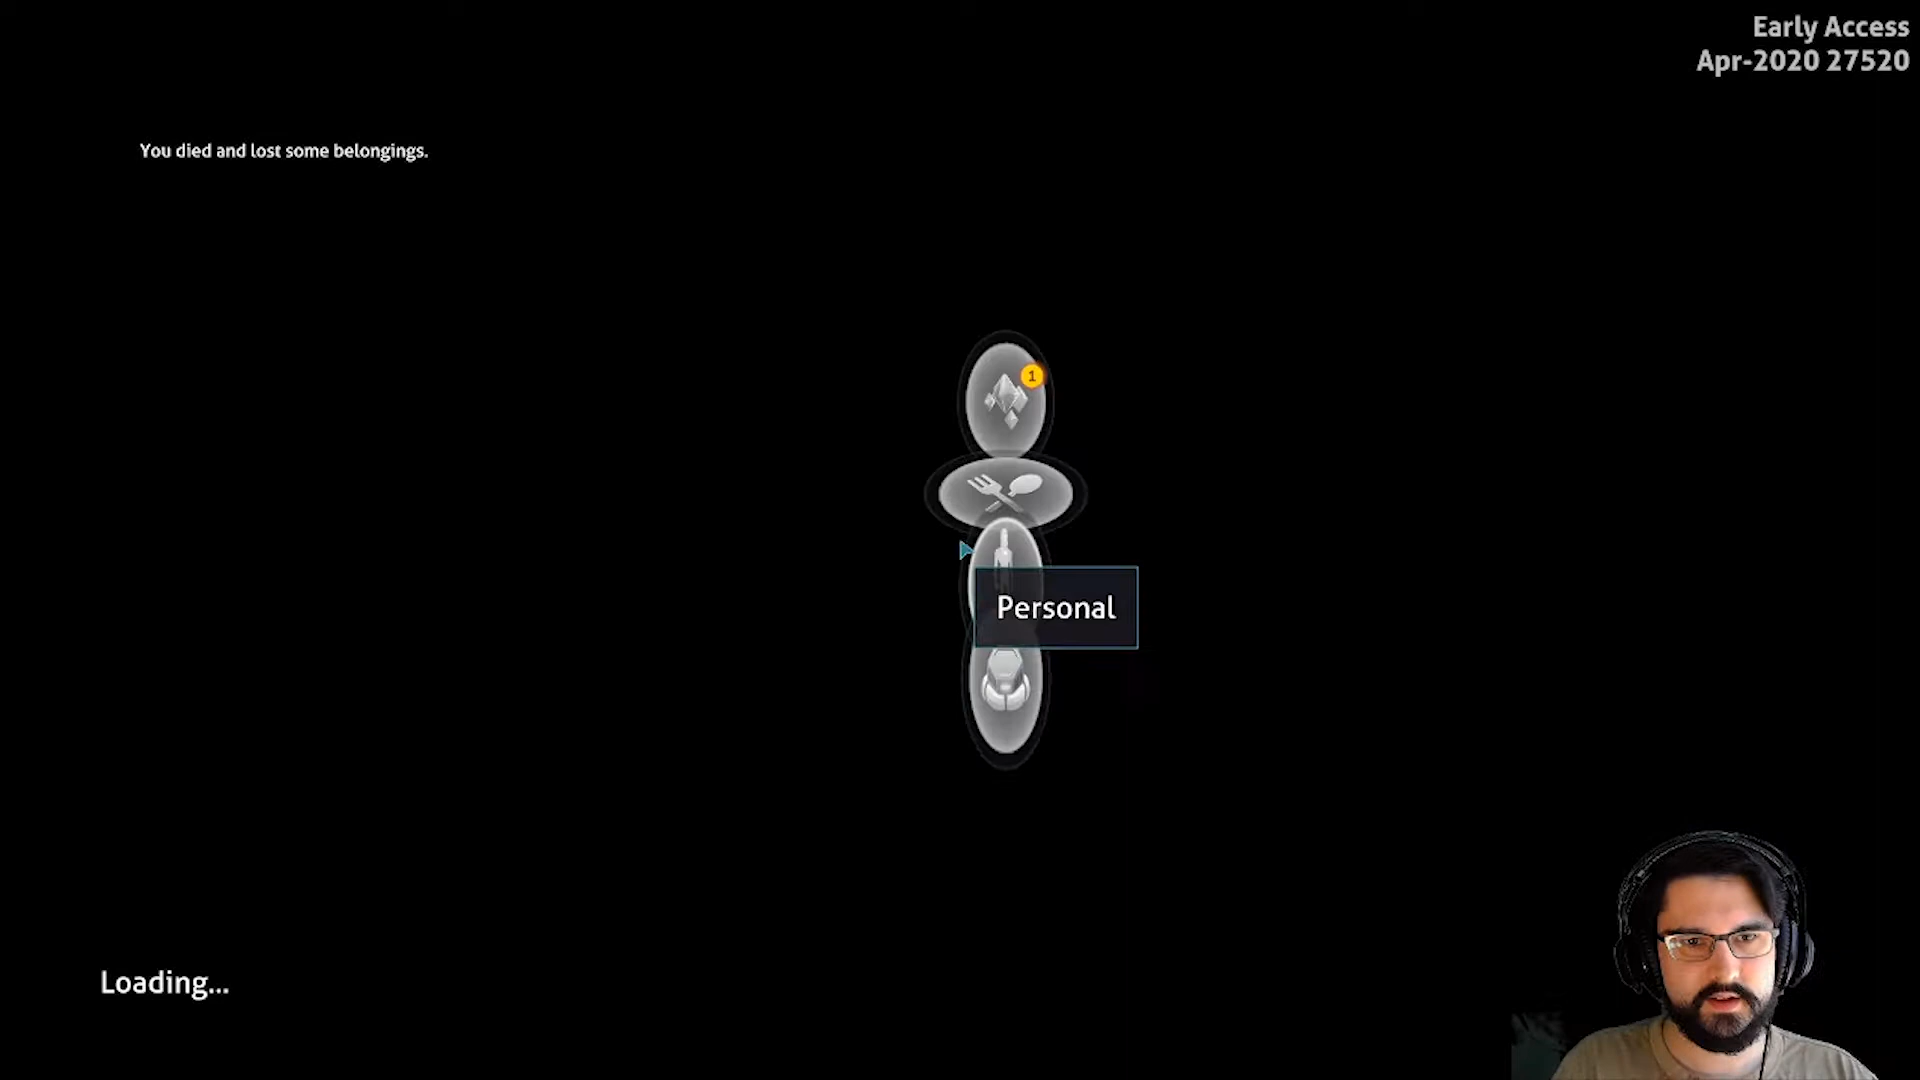 Early Access
Apr-2020 27520
You died and lost some belongings.
1
Personal
Loading...